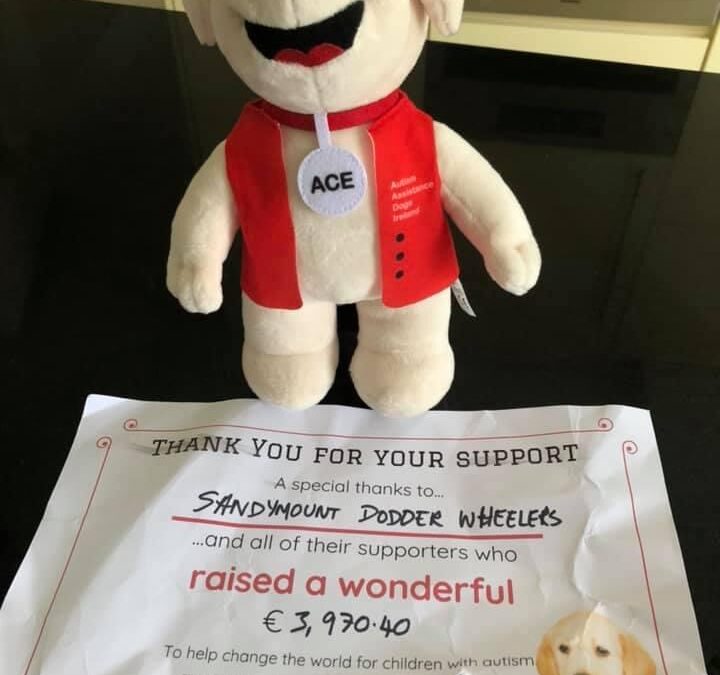 ACE
Autism
Assistance
Dogs
Ireland
THANK YOU FOR YOUR SUPPORT
A special thanks to...
SANDYMOUNT DODDER WHEELERS
...and all of their supporters who
raised a wonderful
€ 3,970.40
To help change the world for children with autism